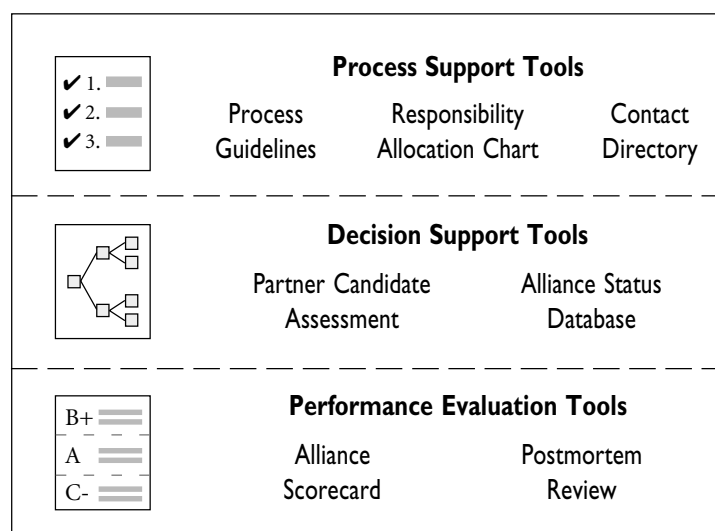 Process Support Tools
✔ 1.
✔ 2.
✔ 3.
Process Responsibility Contact
Guidelines Allocation Chart Directory
Decision Support Tools
Partner Candidate Alliance Status
Assessment Database
Performance Evaluation Tools
B+
A
C-
Alliance Postmortem
Scorecard Review